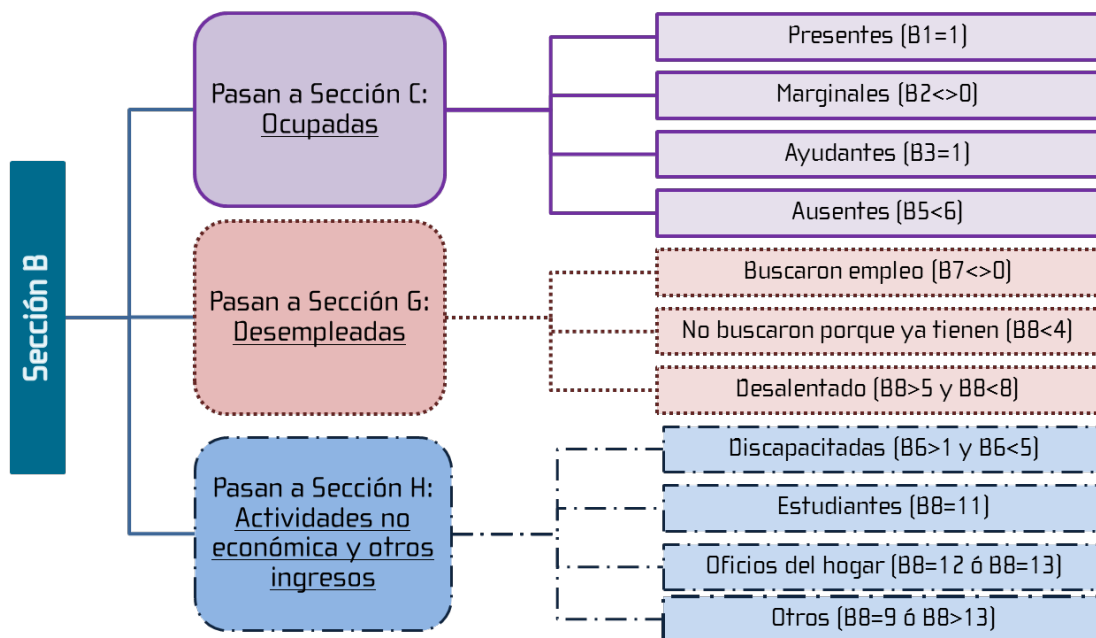 Sección B
Pasan a Sección C:
Ocupadas
Presentes (B1=1)
Marginales (B2<>0)
Ayudantes (B3=1)
Ausentes (B5<6)
Pasan a Sección G:
Desempleadas
Buscaron empleo (B7<>0)
No buscaron porque ya tienen (B8<4)
Desalentado (B8>5 y B8<8)
Pasan a Sección H:
Actividades no
económica y otros
ingresos
Discapacitadas (B6>1 y B6<5)
Estudiantes (B8=11)
Oficios del hogar (B8=12 ó B8=13)
Otros (B8=9 ó B8>13)